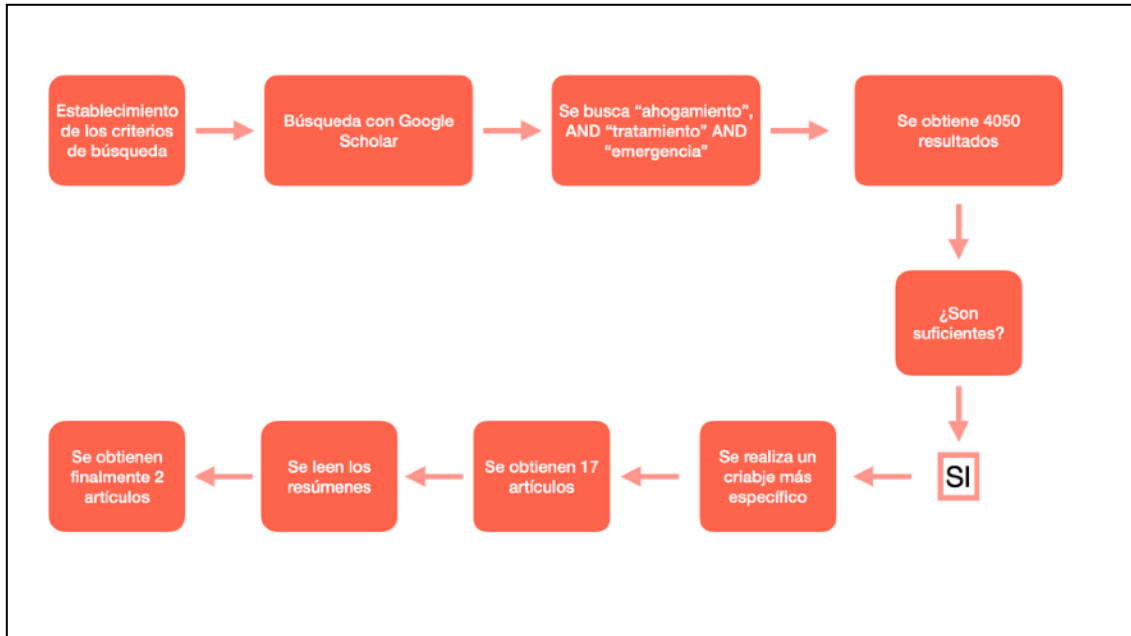 Establecimiento
de los criterios
de búsqueda
Búsqueda con Google
Scholar
Se busca “ahogamiento”,
AND “tratamiento” AND
“emergencia”
Se obtiene 4050
resultados
¿Son
suficientes?
SI
Se realiza un
criabje más
específico
Se obtienen 17
artículos
Se leen los
resúmenes
Se obtienen
finalmente 2
artículos